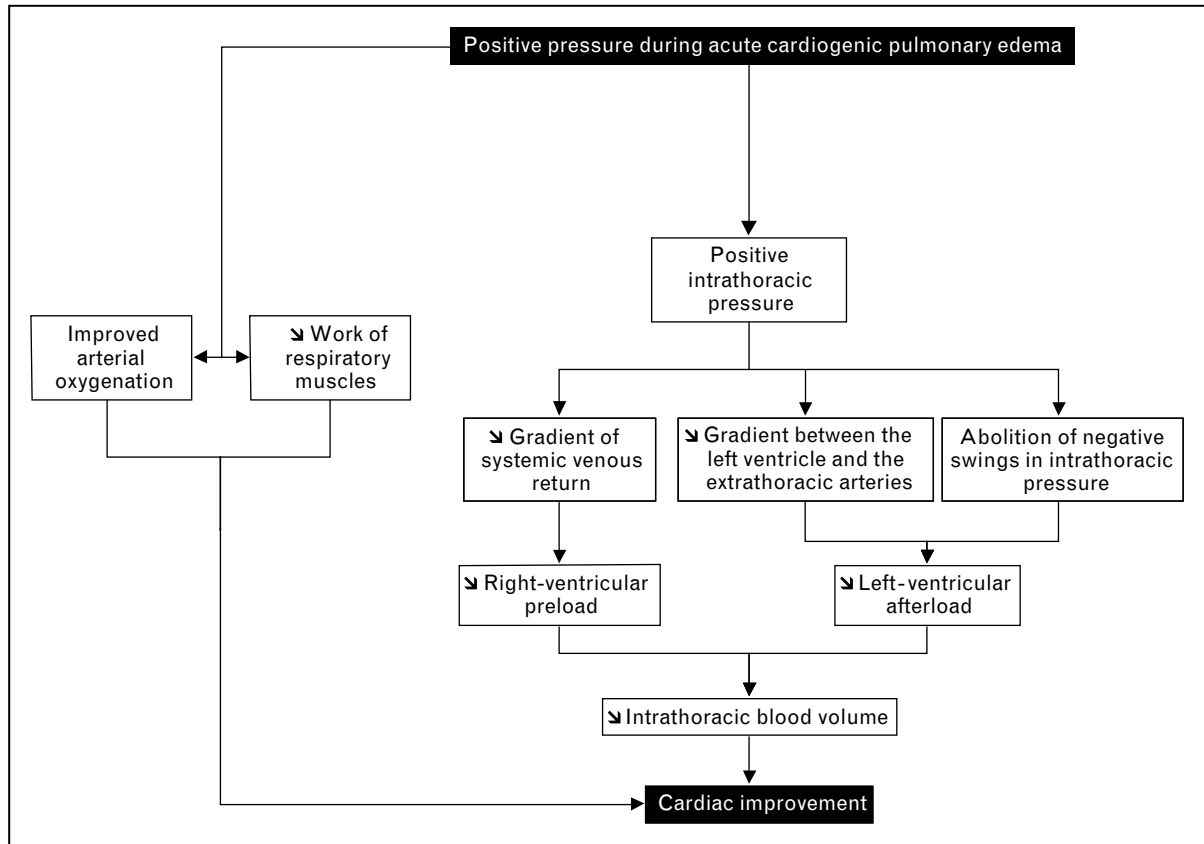 Positive pressure during acute cardiogenic pulmonary edema
Positive
intrathoracic
pressure
Improved
arterial
oxygenation
↘ Work of
respiratory
muscles
↘ Gradient of
systemic venous
return
↘ Gradient between the
left ventricle and the
extrathoracic arteries
Abolition of negative
swings in intrathoracic
pressure
↘ Right-ventricular
preload
↘ Left-ventricular
afterload
↘ Intrathoracic blood volume
Cardiac improvement